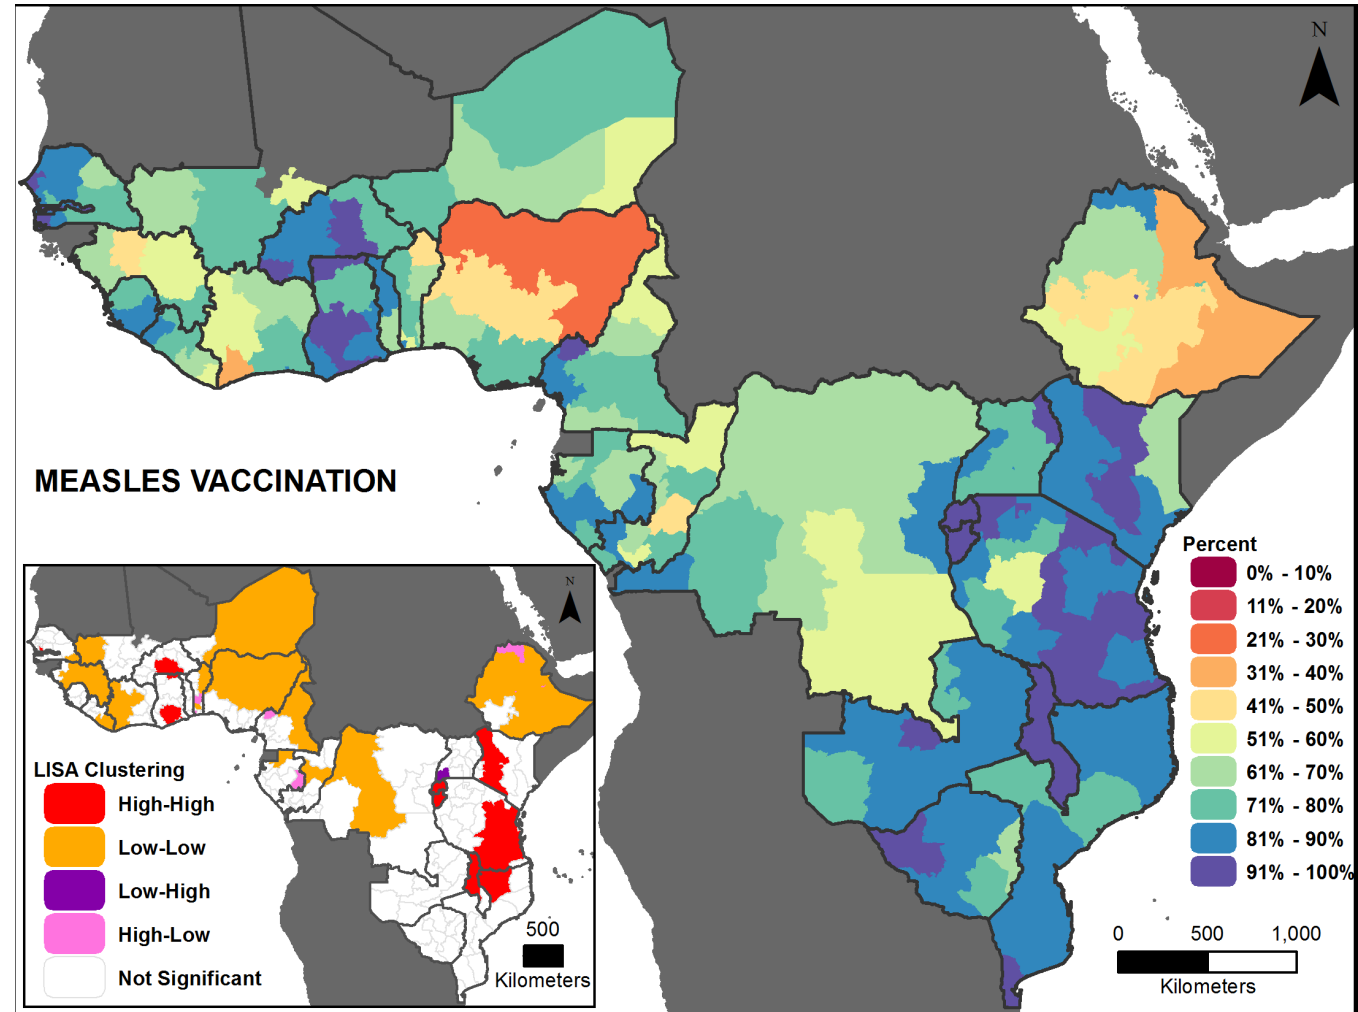 N
MEASLES VACCINATION
Percent
0% - 10%
11% - 20%
21% - 30%
31% - 40%
41% - 50%
51% - 60%
61% - 70%
71% - 80%
81% - 90%
91% - 100%
0 500 1,000
Kilometers
N
LISA Clustering
High-High
Low-Low
Low-High
High-Low
Not Significant
500
Kilometers